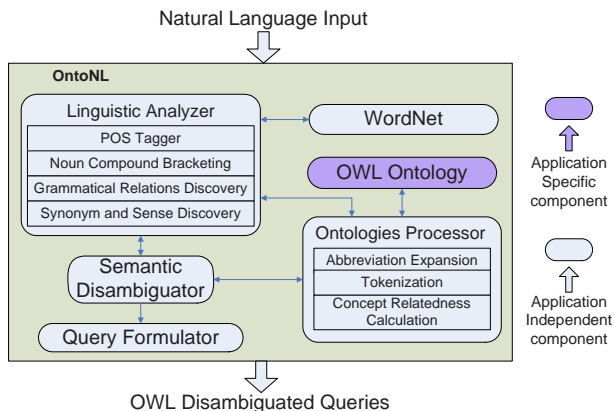 Natural Language Input
OntoNL
Linguistic Analyzer
POS Tagger
Noun Compound Bracketing
Grammatical Relations Discovery
Synonym and Sense Discovery
WordNet
OWL Ontology
Ontologies Processor
Abbreviation Expansion
Tokenization
Concept Relatedness
Calculation
Semantic
Disambiguator
Query Formulator
OWL Disambiguated Queries
Application
Specific
component
Application
Independent
component